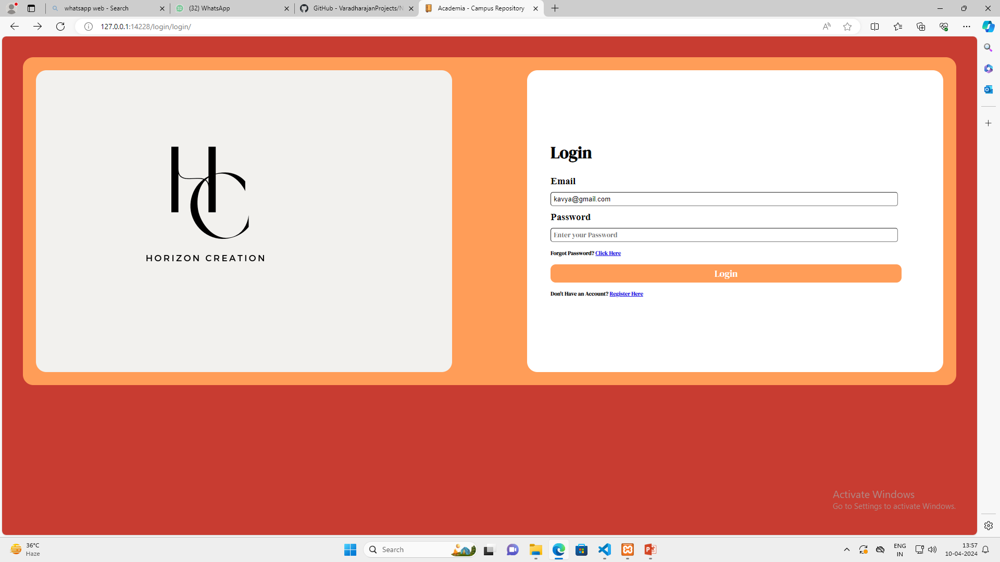 whatsapp web - Search
32
(32) WhatsApp
GitHub - VaradharajanProjects/N
Academia - Campus Repository
127.0.0.1:14228/login/login/
HC
HORIZON CREATION
Login
Email
kavya@gmail.com
Password
Enter your Password
Forgot Password? Click Here
Login
Don't Have an Account? Register Here
Activate Windows
Go to Settings to activate Windows.
36°C
Haze
Search
ENG
IN
13:57
10-04-2024